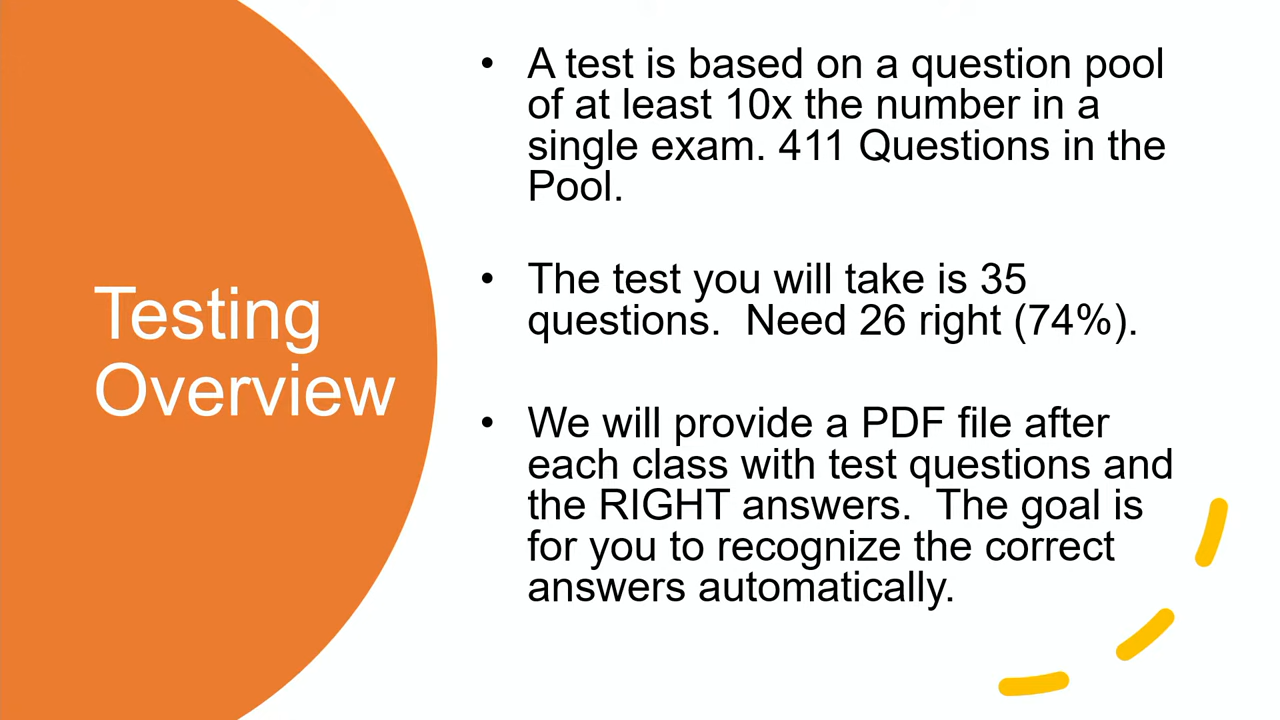 Testing
Overview
• A test is based on a question pool
of at least 10x the number in a
single exam. 411 Questions in the
Pool.
• The test you will take is 35
questions.  Need 26 right (74%).
• We will provide a PDF file after
each class with test questions and
the RIGHT answers.  The goal is
for you to recognize the correct
answers automatically.